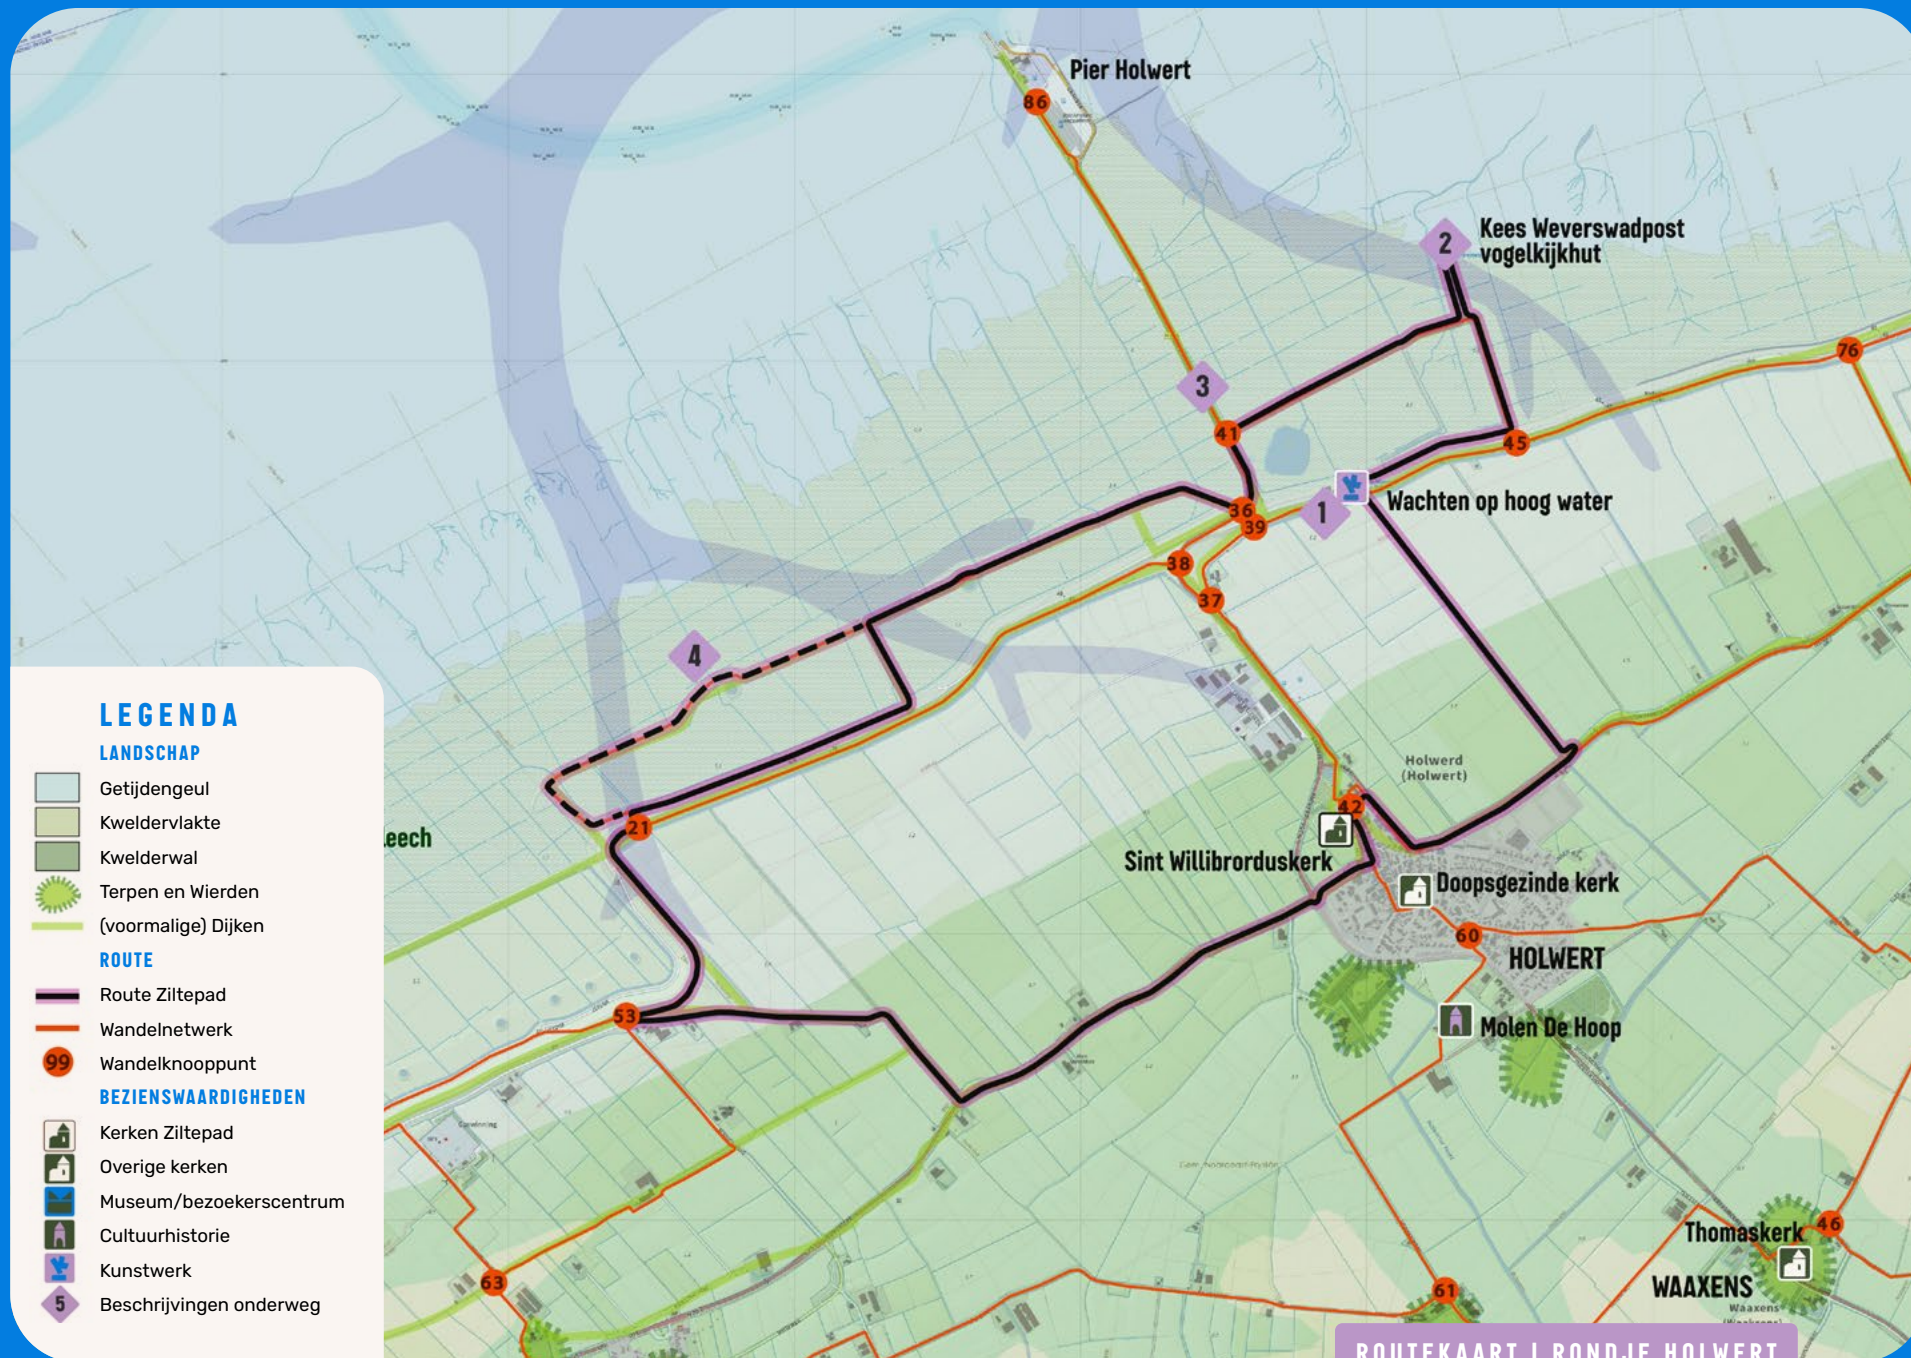 Pier Holwert
86
2
Kees Weverswadpost
vogelkijkhut
76
3
41
45
1
Wachten op hoog water
36
39
38
37
4
21
Holwerd
(Holwert)
42
eech
Sint Willibrorduskerk
Doopsgezinde kerk
60
HOLWERT
53
Molen De Hoop
63
61
46
Thomaskerk
WAAXENS
Waaxens
LEGENDA
LANDSCHAP
Getijdengeul
Kweldervlakte
Kwelderwal
Terpen en Wierden
(voormalige) Dijken
ROUTE
Route Ziltepad
Wandelnetwerk
99 Wandelknooppunt
BEZIENSWAARDIGHEDEN
Kerken Ziltepad
Overige kerken
Museum/bezoekerscentrum
Cultuurhistorie
Kunstwerk
5 Beschrijvingen onderweg
ROUTEKAART | RONDJE HOLWERT